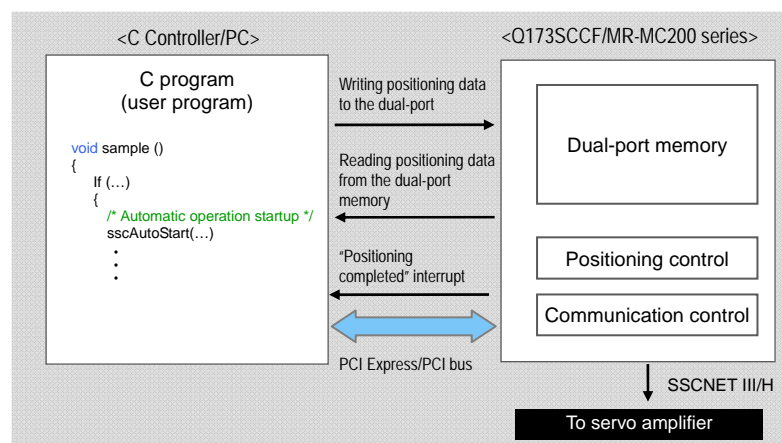 <C Controller/PC>
C program
(user program)
void sample ()
{
If (…)
{
/* Automatic operation startup */
sscAutoStart(…)
•
•
•
Writing positioning data
to the dual-port
Reading positioning data
from the dual-port
memory
“Positioning
completed” interrupt
PCI Express/PCI bus
<Q173SCCF/MR-MC200 series>
Dual-port memory
Positioning control
Communication control
SSCNET III/H
To servo amplifier